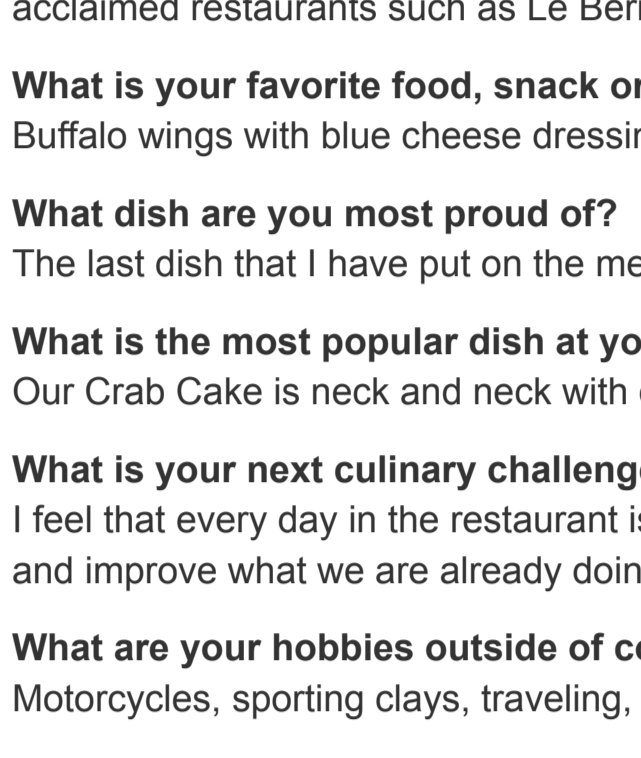 acclaimed restaurants such as Le
What is your favorite food, snack
Buffalo wings with blue cheese
What dish are you most proud of?
The last dish that I have put on the
What is the most popular dish at
Our Crab Cake is neck and neck with
What is your next culinary
I feel that every day in the restaurant
and improve what we are already
What are your hobbies outside of
Motorcycles, sporting clays, traveling,